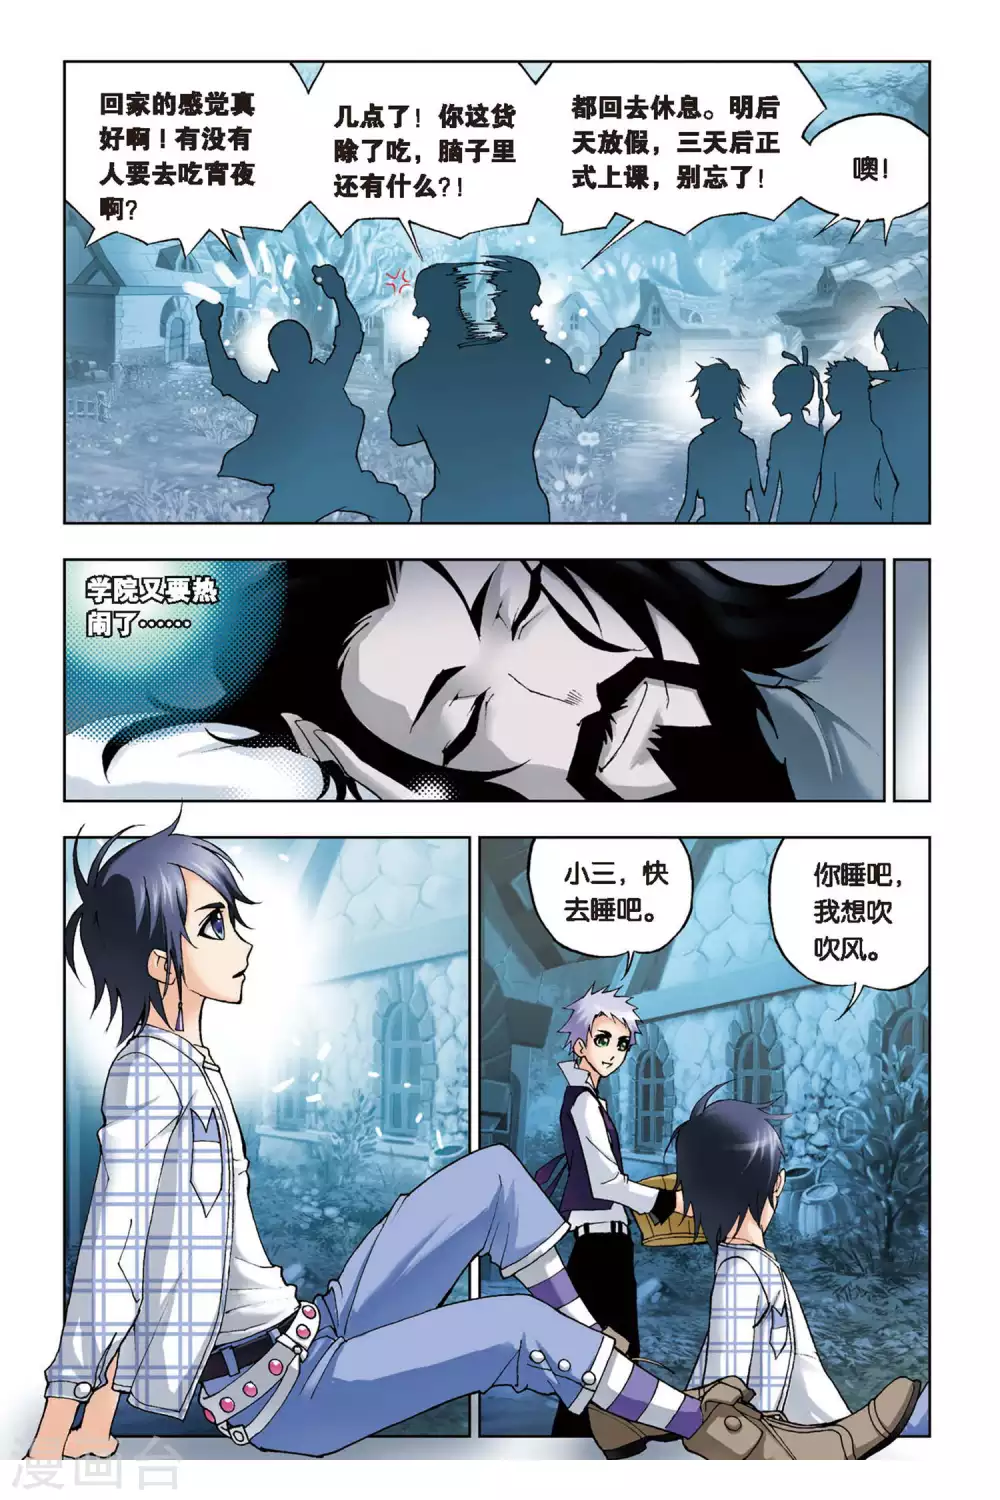 回家的感觉真
好啊！有没有
人要去吃宵夜
啊？
几点了！你这货
除了吃，脑子里
还有什么？！
都回去休息。明后
天放假，三天后正
式上课，别忘了！
噢！
学院又要热
闹了……
小三，快
去睡吧。
你睡吧，
我想吹
吹风。
漫画台